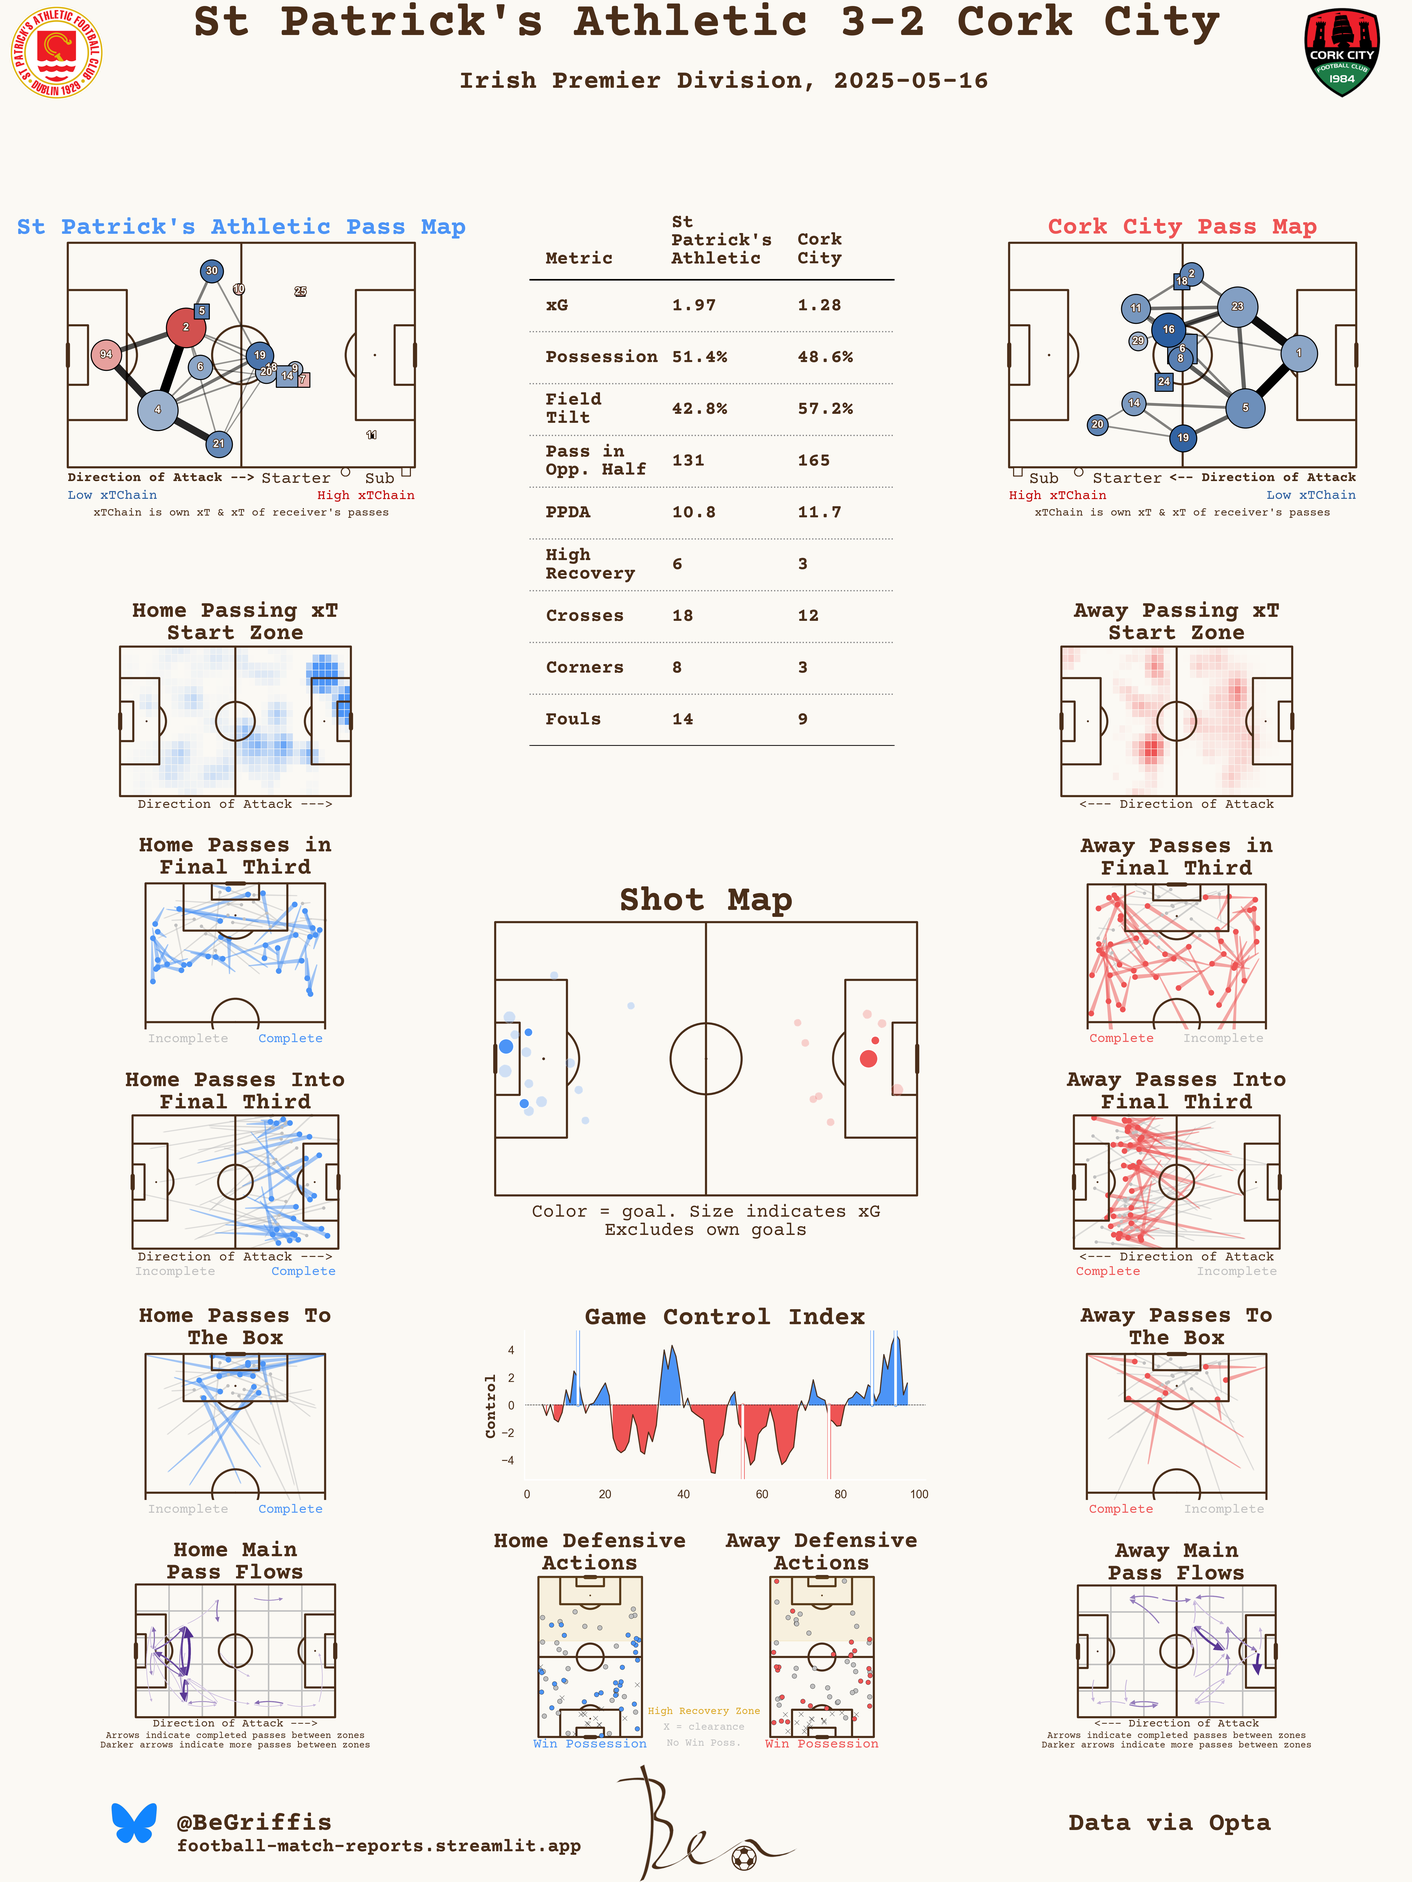 St Patrick's Athletic 3-2 Cork City
Irish Premier Division, 2025-05-16
ST PATRICK'S ATHLETIC FOOTBALL CLUB
DUBLIN 1929
CORK CITY
FOOTBALL CLUB
1984
St Patrick's Athletic Pass Map
30
10
25
5
2
94
6
19
18
20
9
14
7
4
21
11
Direction of Attack -->
Starter
Sub
Low xTChain
High xTChain
xTChain is own xT & xT of receiver's passes
Metric
St Patrick's Athletic
Cork City
xG 1.97 1.28
Possession 51.4% 48.6%
Field Tilt 42.8% 57.2%
Pass in Opp. Half 131 165
PPDA 10.8 11.7
High Recovery 6 3
Crosses 18 12
Corners 8 3
Fouls 14 9
Cork City Pass Map
2
18
11
23
16
29
6
8
1
24
14
5
20
19
Sub
Starter
<-- Direction of Attack
High xTChain
Low xTChain
xTChain is own xT & xT of receiver's passes
Home Passing xT
Start Zone
Direction of Attack --->
Away Passing xT
Start Zone
<--- Direction of Attack
Home Passes in
Final Third
Incomplete
Complete
Away Passes in
Final Third
Complete
Incomplete
Shot Map
Color = goal. Size indicates xG
Excludes own goals
Home Passes Into
Final Third
Direction of Attack --->
Incomplete
Complete
Away Passes Into
Final Third
<--- Direction of Attack
Complete
Incomplete
Home Passes To
The Box
Incomplete
Complete
Game Control Index
Control
4
2
0
−2
−4
0 20 40 60 80 100
Away Passes To
The Box
Complete
Incomplete
Home Main
Pass Flows
Direction of Attack --->
Arrows indicate completed passes between zones
Darker arrows indicate more passes between zones
Home Defensive
Actions
Win Possession
High Recovery Zone
X = clearance
No Win Poss.
Away Defensive
Actions
Win Possession
Away Main
Pass Flows
<--- Direction of Attack
Arrows indicate completed passes between zones
Darker arrows indicate more passes between zones
@BeGriffis
football-match-reports.streamlit.app
Ben
Data via Opta